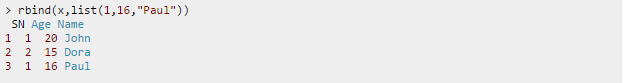 > rbind(x,list(1,16,"Paul"))
  SN Age Name
1  1  20 John
2  2  15 Dora
3  1  16 Paul